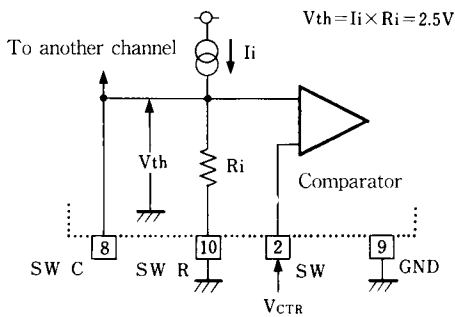 Vth=Ii×Ri=2.5V
To another channel
Ii
Vth
Ri
Comparator
8
10
2
9
SW C
SW R
SW
GND
VCTR